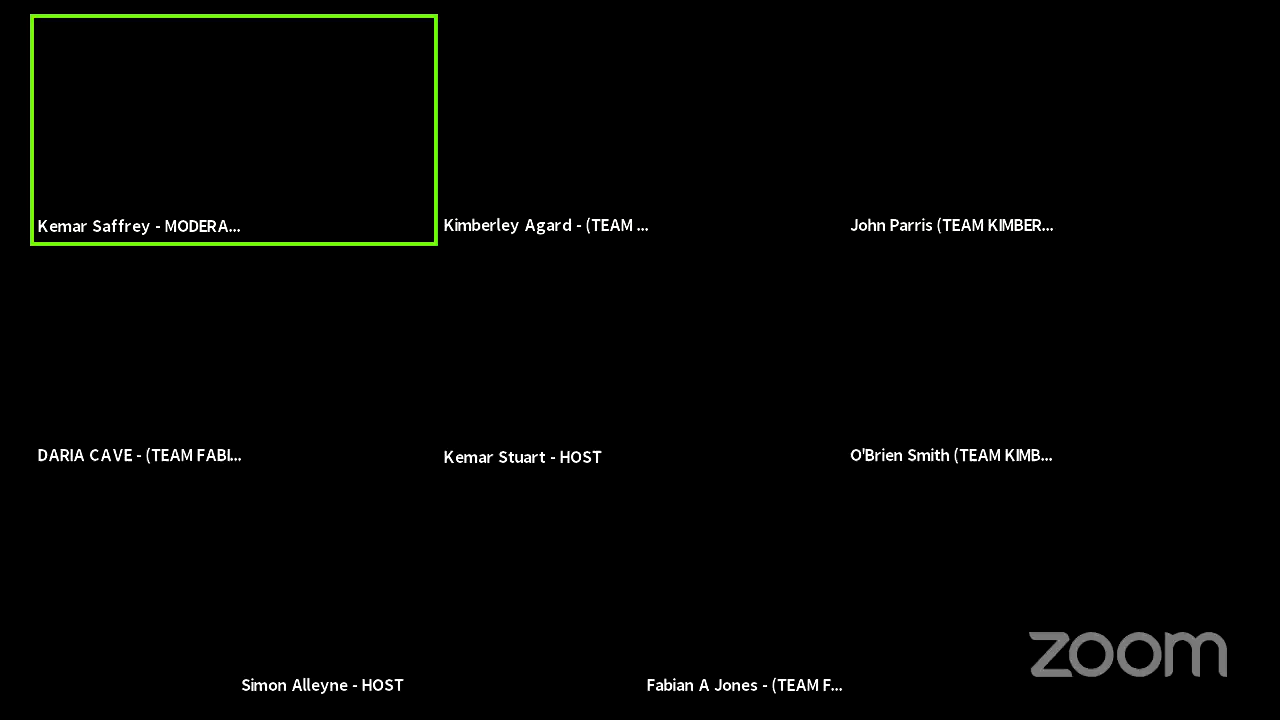 Kemar Saffrey - MODERA...
Kimberley Agard - (TEAM ...
John Parris (TEAM KIMBER...
DARIA CAVE - (TEAM FABI...
Kemar Stuart - HOST
O'Brien Smith (TEAM KIMB...
Simon Alleyne - HOST
Fabian A Jones - (TEAM F...
zoom